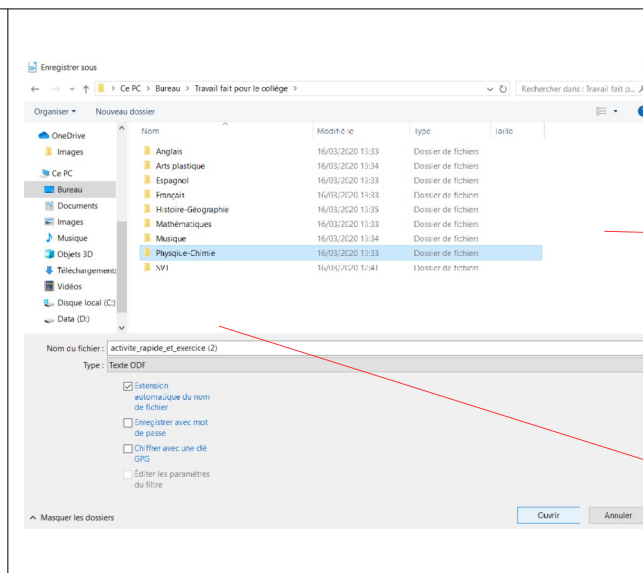 Enregistrer sous
Ce PC > Bureau > Travail fait pour le collège >
Rechercher dans : Travail fait p...
Organiser Nouveau dossier
Nom Modifié le Type Taille
OneDrive
Images
Ce PC
Bureau
Documents
Images
Musique
Objets 3D
Téléchargements
Vidéos
Disque local (C:)
Data (D:)
Anglais 16/03/2020 13:33 Dossier de fichiers
Arts plastique 16/03/2020 13:34 Dossier de fichiers
Espagnol 16/03/2020 13:33 Dossier de fichiers
Français 16/03/2020 13:33 Dossier de fichiers
Histoire-Géographie 16/03/2020 13:35 Dossier de fichiers
Mathématiques 16/03/2020 13:33 Dossier de fichiers
Musique 16/03/2020 13:34 Dossier de fichiers
Physqiue-Chimie 16/03/2020 13:33 Dossier de fichiers
SVT 16/03/2020 12:41 Dossier de fichiers
Nom du fichier : activite_rapide_et_exercice (2)
Type : Texte ODF
Extension
automatique du nom
de fichier
Enregistrer avec mot
de passe
Chiffrer avec une clé
GPG
Éditer les paramètres
du filtre
Masquer les dossiers
Ouvrir Annuler